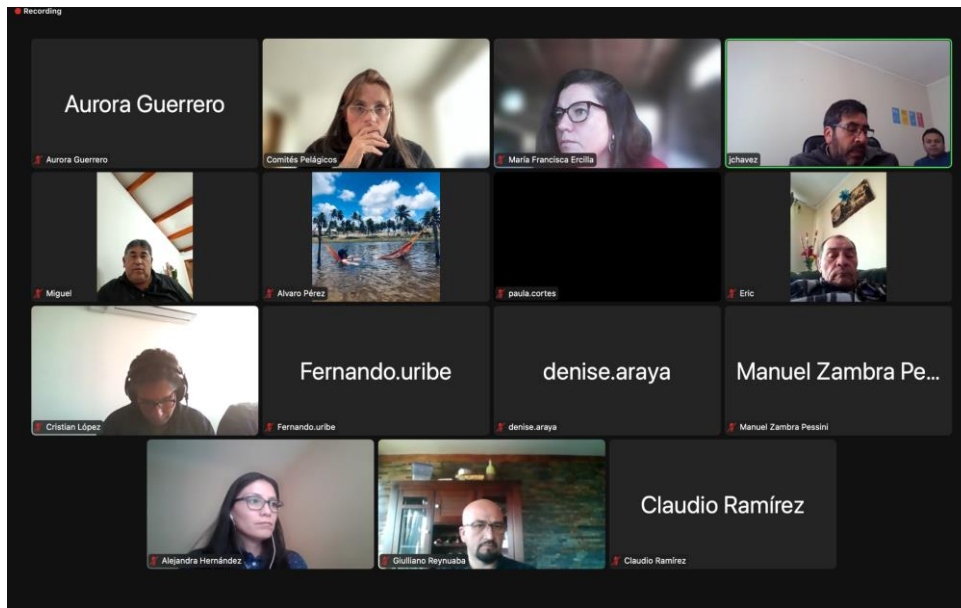 Recording
Aurora Guerrero
Aurora Guerrero
Comités Pelágicos
María Francisca Ercilla
jchavez
Miguel
Alvaro Pérez
paula.cortes
Eric
Cristian López
Fernando.uribe
Fernando.uribe
denise.araya
denise.araya
Manuel Zambra Pe...
Manuel Zambra Pessini
Alejandra Hernández
Giulliano Reynuaba
Claudio Ramírez
Claudio Ramírez